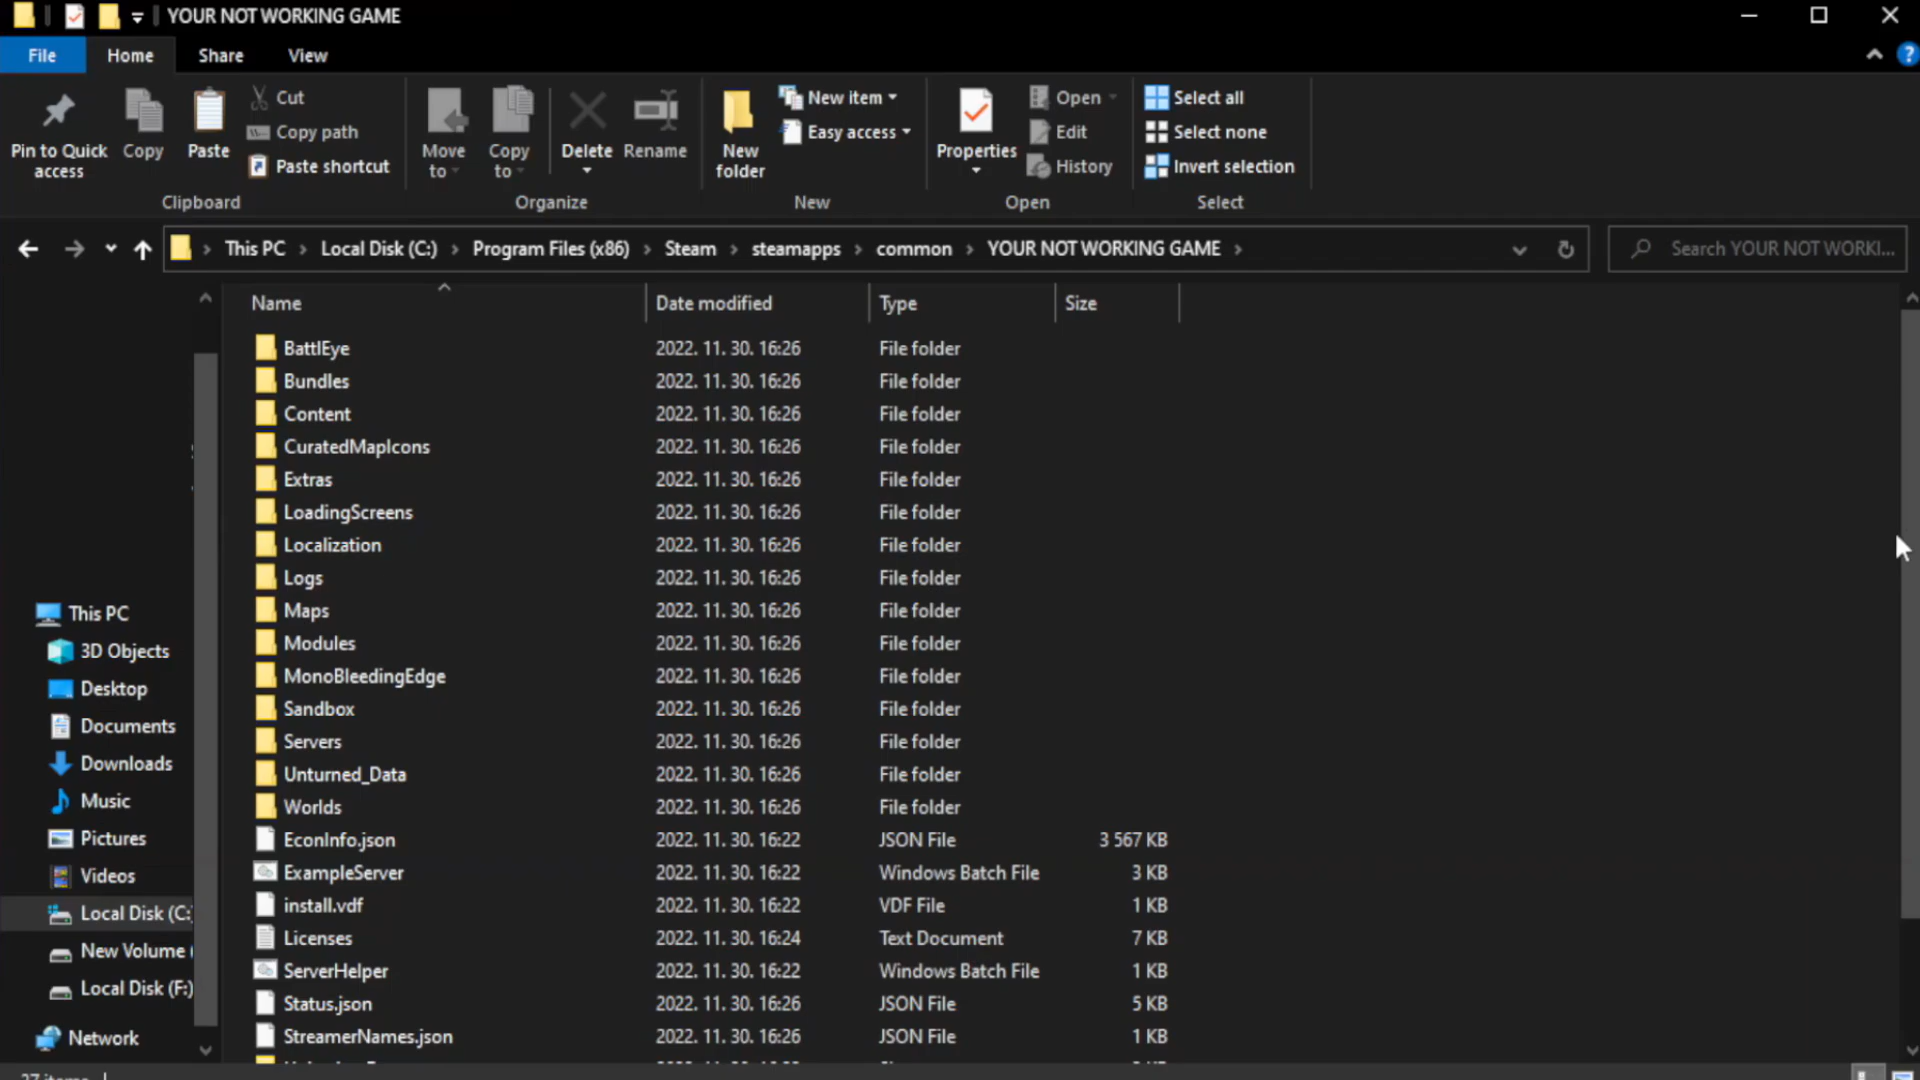 YOUR NOT WORKING GAME
File Home Share View
Pin to Quick access
Copy
Paste
Cut
Copy path
Paste shortcut
Move to
Copy to
Delete
Rename
New folder
New item
Easy access
Properties
Open
Edit
History
Select all
Select none
Invert selection
Clipboard Organize New Open Select
This PC Local Disk (C:) Program Files (x86) Steam steamapps common YOUR NOT WORKING GAME
Search YOUR NOT WORKI...
Name Date modified Type Size
BattlEye 2022. 11. 30. 16:26 File folder
Bundles 2022. 11. 30. 16:26 File folder
Content 2022. 11. 30. 16:26 File folder
CuratedMapIcons 2022. 11. 30. 16:26 File folder
Extras 2022. 11. 30. 16:26 File folder
LoadingScreens 2022. 11. 30. 16:26 File folder
Localization 2022. 11. 30. 16:26 File folder
Logs 2022. 11. 30. 16:26 File folder
Maps 2022. 11. 30. 16:26 File folder
Modules 2022. 11. 30. 16:26 File folder
MonoBleedingEdge 2022. 11. 30. 16:26 File folder
Sandbox 2022. 11. 30. 16:26 File folder
Servers 2022. 11. 30. 16:26 File folder
Unturned_Data 2022. 11. 30. 16:26 File folder
Worlds 2022. 11. 30. 16:26 File folder
EconInfo.json 2022. 11. 30. 16:22 JSON File 3 567 KB
ExampleServer 2022. 11. 30. 16:22 Windows Batch File 3 KB
install.vdf 2022. 11. 30. 16:22 VDF File 1 KB
Licenses 2022. 11. 30. 16:24 Text Document 7 KB
ServerHelper 2022. 11. 30. 16:22 Windows Batch File 1 KB
Status.json 2022. 11. 30. 16:26 JSON File 5 KB
StreamerNames.json 2022. 11. 30. 16:26 JSON File 1 KB
This PC
3D Objects
Desktop
Documents
Downloads
Music
Pictures
Videos
Local Disk (C:)
New Volume (
Local Disk (F:)
Network